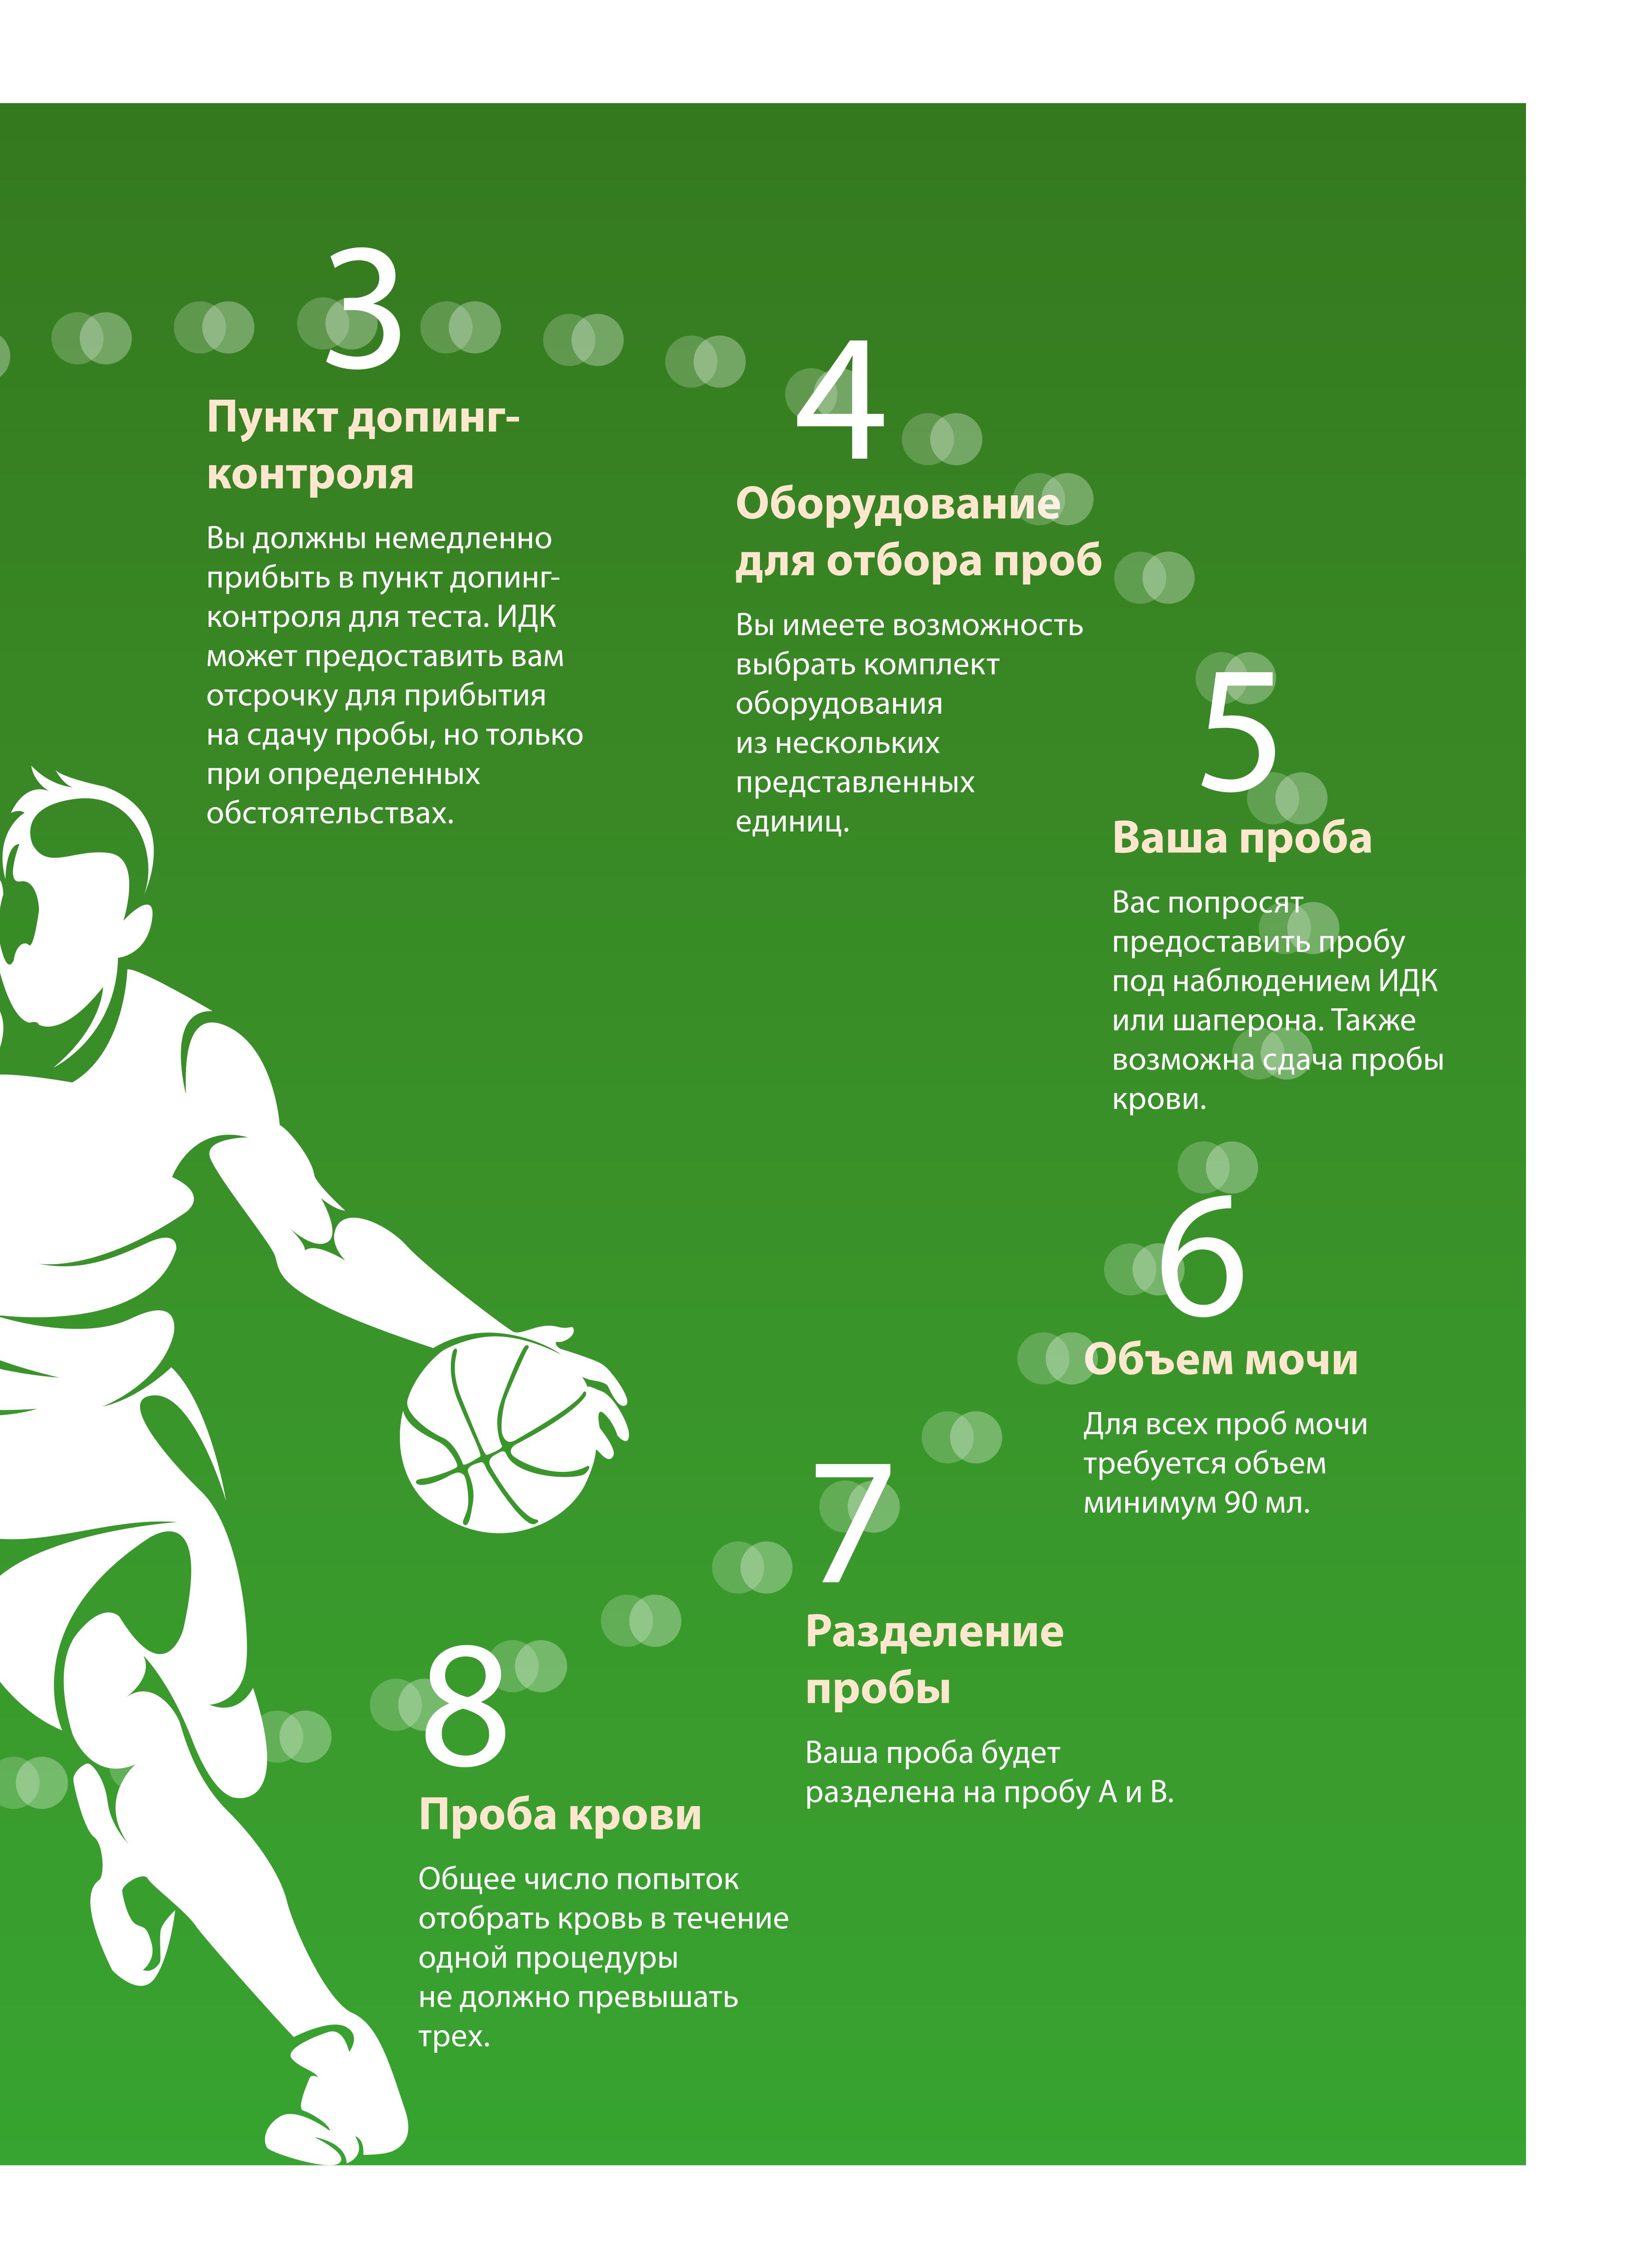 3
Пункт допинг-
контроля
Вы должны немедленно
прибыть в пункт допинг-
контроля для теста. ИДК
может предоставить вам
отсрочку для прибытия
на сдачу пробы, но только
при определенных
обстоятельствах.
4
Оборудование
для отбора проб
Вы имеете возможность
выбрать комплект
оборудования
из нескольких
представленных
единиц.
5
Ваша проба
Вас попросят
предоставить пробу
под наблюдением ИДК
или шаперона. Также
возможна сдача пробы
крови.
6
Объем мочи
Для всех проб мочи
требуется объем
минимум 90 мл.
7
Разделение
пробы
Ваша проба будет
разделена на пробу А и В.
8
Проба крови
Общее число попыток
отобрать кровь в течение
одной процедуры
не должно превышать
трех.